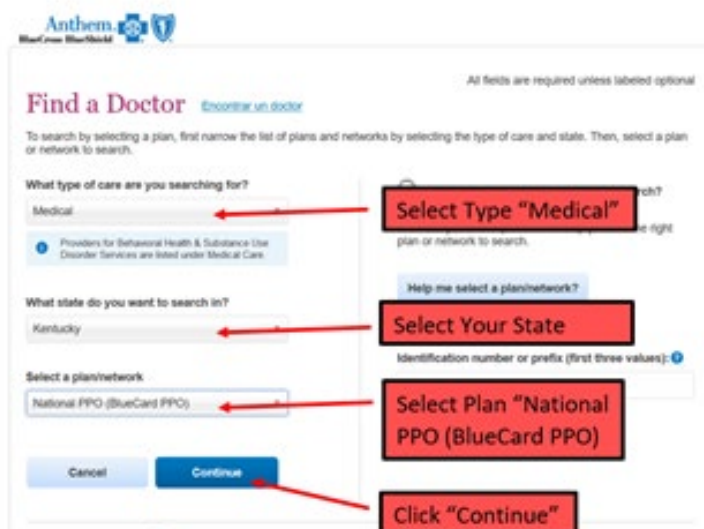 Anthem.
BlueCross BlueShield
All fields are required unless labeled optional
Find a Doctor Encontrar un doctor
To search by selecting a plan, first narrow the list of plans and networks by selecting the type of care and state. Then, select a plan
or network to search.
What type of care are you searching for?
Medical
Providers for Behavioral Health & Substance Use
Disorder Services are listed under Medical Care.
What state do you want to search in?
Kentucky
Select a plan/network
National PPO (BlueCard PPO)
Cancel
Continue
Select Type “Medical”
right
plan or network to search.
Help me select a plan/network?
Select Your State
Identification number or prefix (first three values):
Select Plan “National
PPO (BlueCard PPO)
Click “Continue”